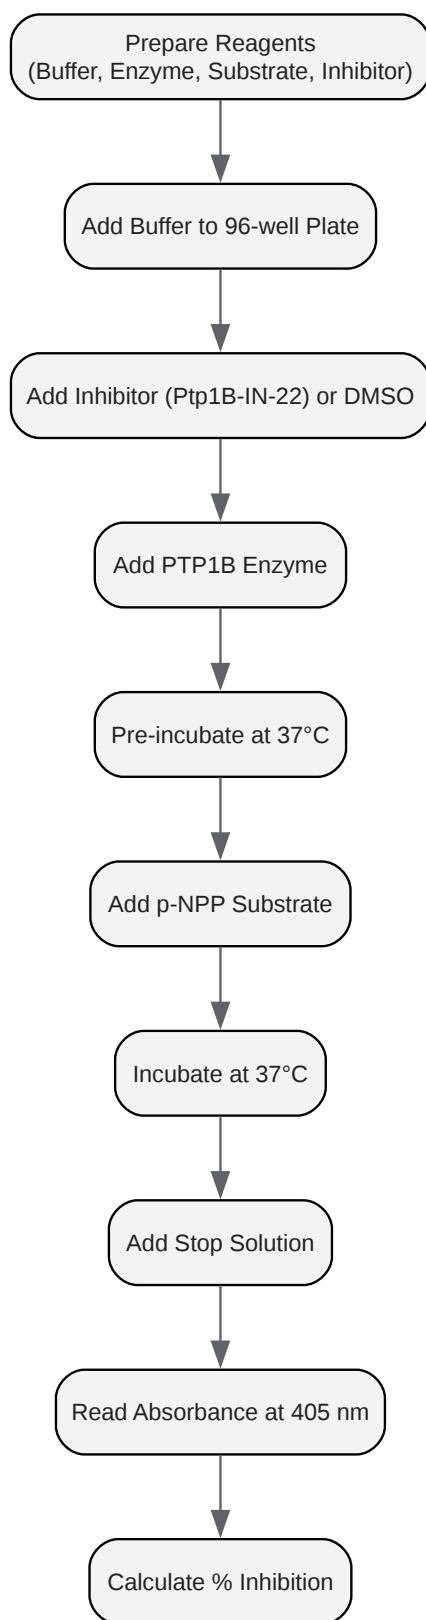 Prepare Reagents
(Buffer, Enzyme, Substrate, Inhibitor)
Add Buffer to 96-well Plate
Add Inhibitor (Ptp1B-IN-22) or DMSO
Add PTP1B Enzyme
Pre-incubate at 37°C
Add p-NPP Substrate
Incubate at 37°C
Add Stop Solution
Read Absorbance at 405 nm
Calculate % Inhibition